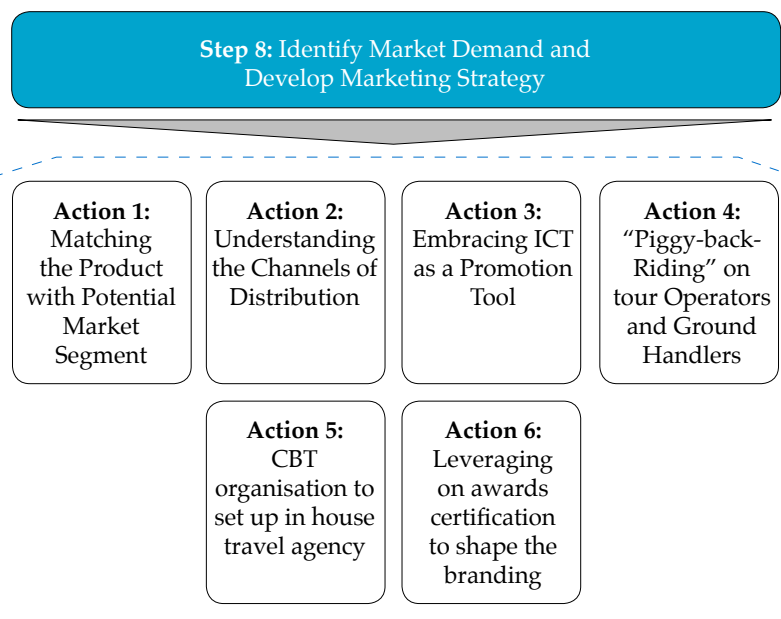 Step 8: Identify Market Demand and
Develop Marketing Strategy
Action 1:
Matching
the Product
with Potential
Market
Segment
Action 2:
Understanding
the Channels of
Distribution
Action 3:
Embracing ICT
as a Promotion
Tool
Action 4:
“Piggy-back-
Riding” on
tour Operators
and Ground
Handlers
Action 5:
CBT
organisation to
set up in house
travel agency
Action 6:
Leveraging
on awards
certification
to shape the
branding